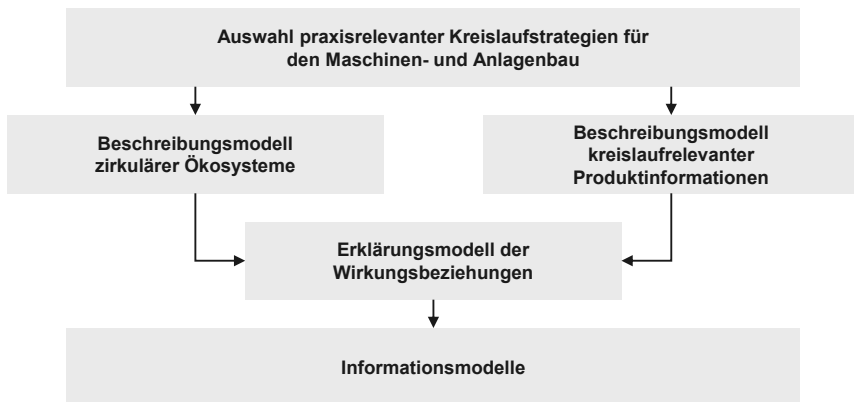 Auswahl praxisrelevanter Kreislaufstrategien für
den Maschinen- und Anlagenbau
Beschreibungsmodell
zirkulärer Ökosysteme
Beschreibungsmodell
kreislaufrelevanter
Produktinformationen
Erklärungsmodell der
Wirkungsbeziehungen
Informationsmodelle